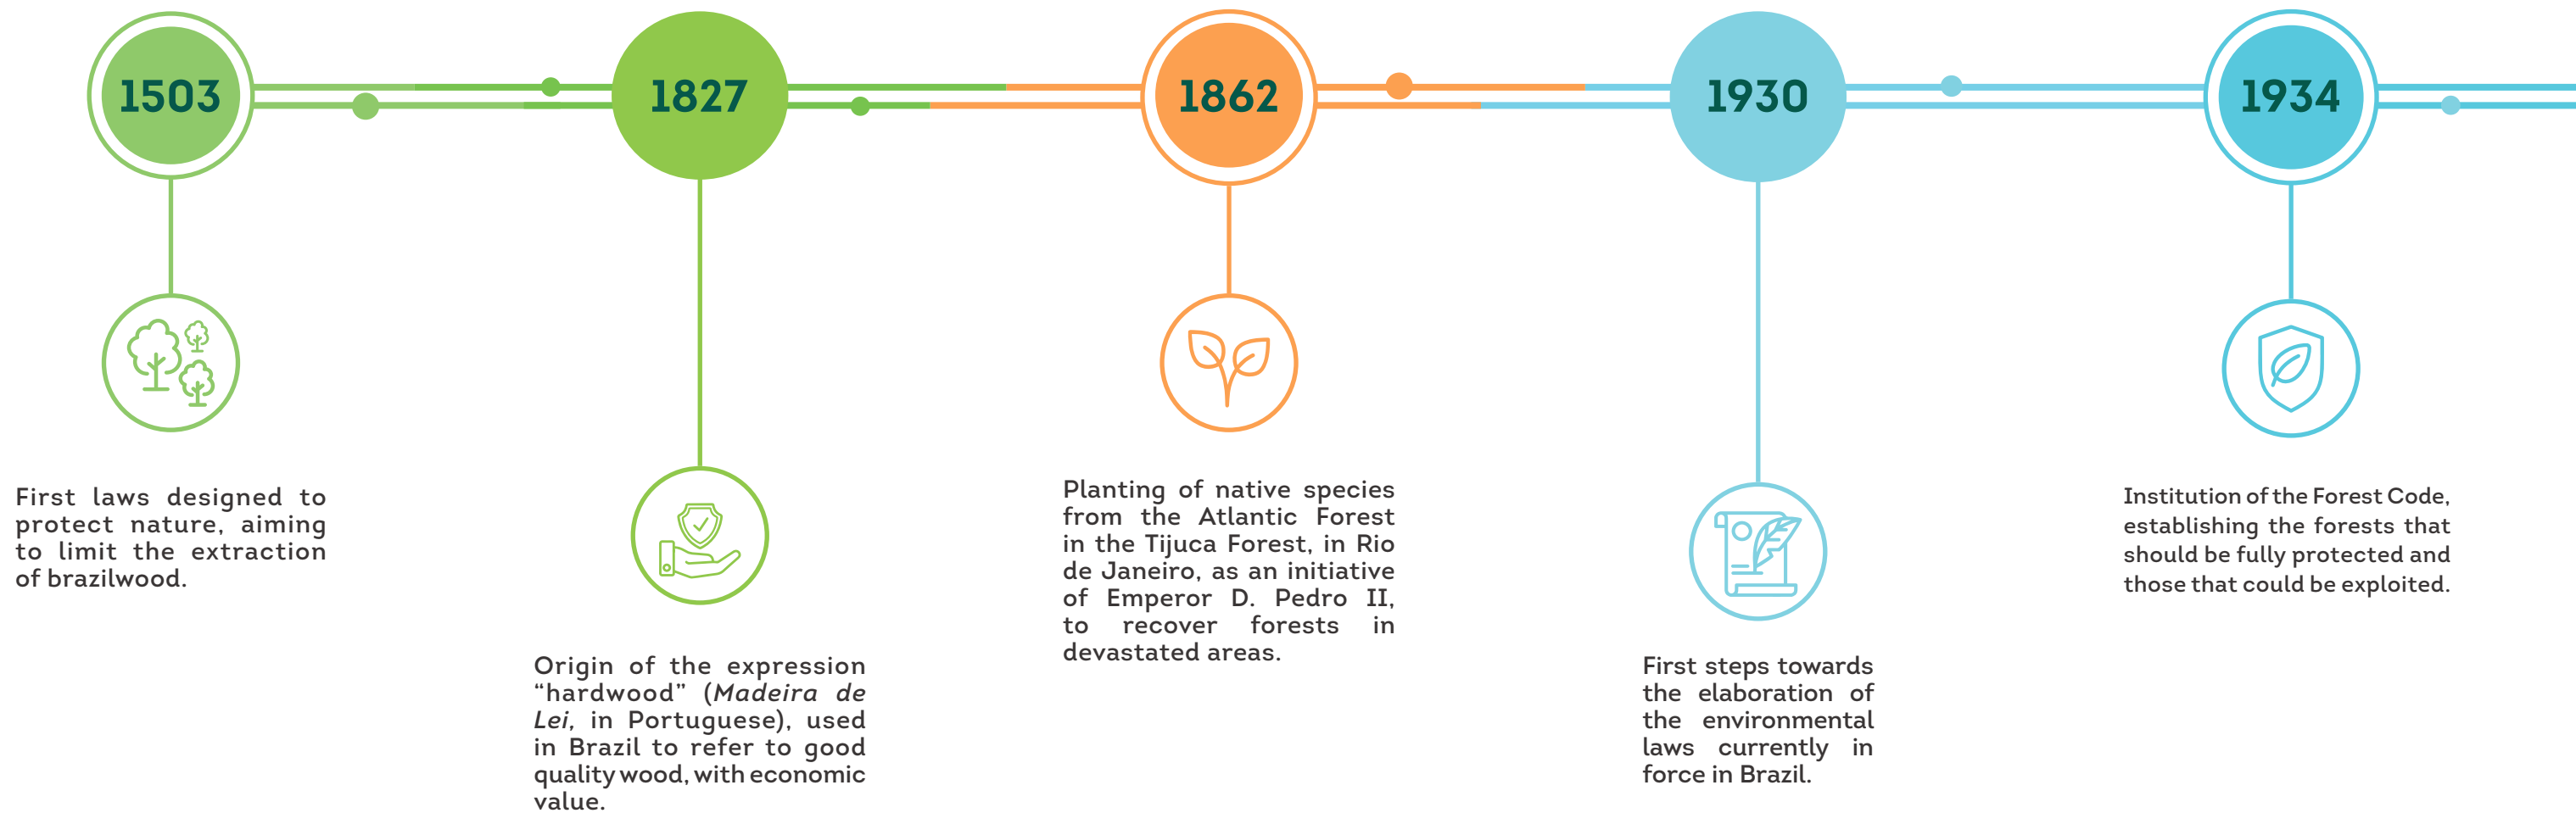 1503
1827
1862
1930
1934
First laws designed to
protect nature, aiming
to limit the extraction
of brazilwood.
Origin of the expression
“hardwood” (Madeira de
Lei, in Portuguese), used
in Brazil to refer to good
quality wood, with economic
value.
Planting of native species
from the Atlantic Forest
in the Tijuca Forest, in Rio
de Janeiro, as an initiative
of Emperor D. Pedro II,
to recover forests in
devastated areas.
First steps towards
the elaboration of
the environmental
laws currently in
force in Brazil.
Institution of the Forest Code,
establishing the forests that
should be fully protected and
those that could be exploited.